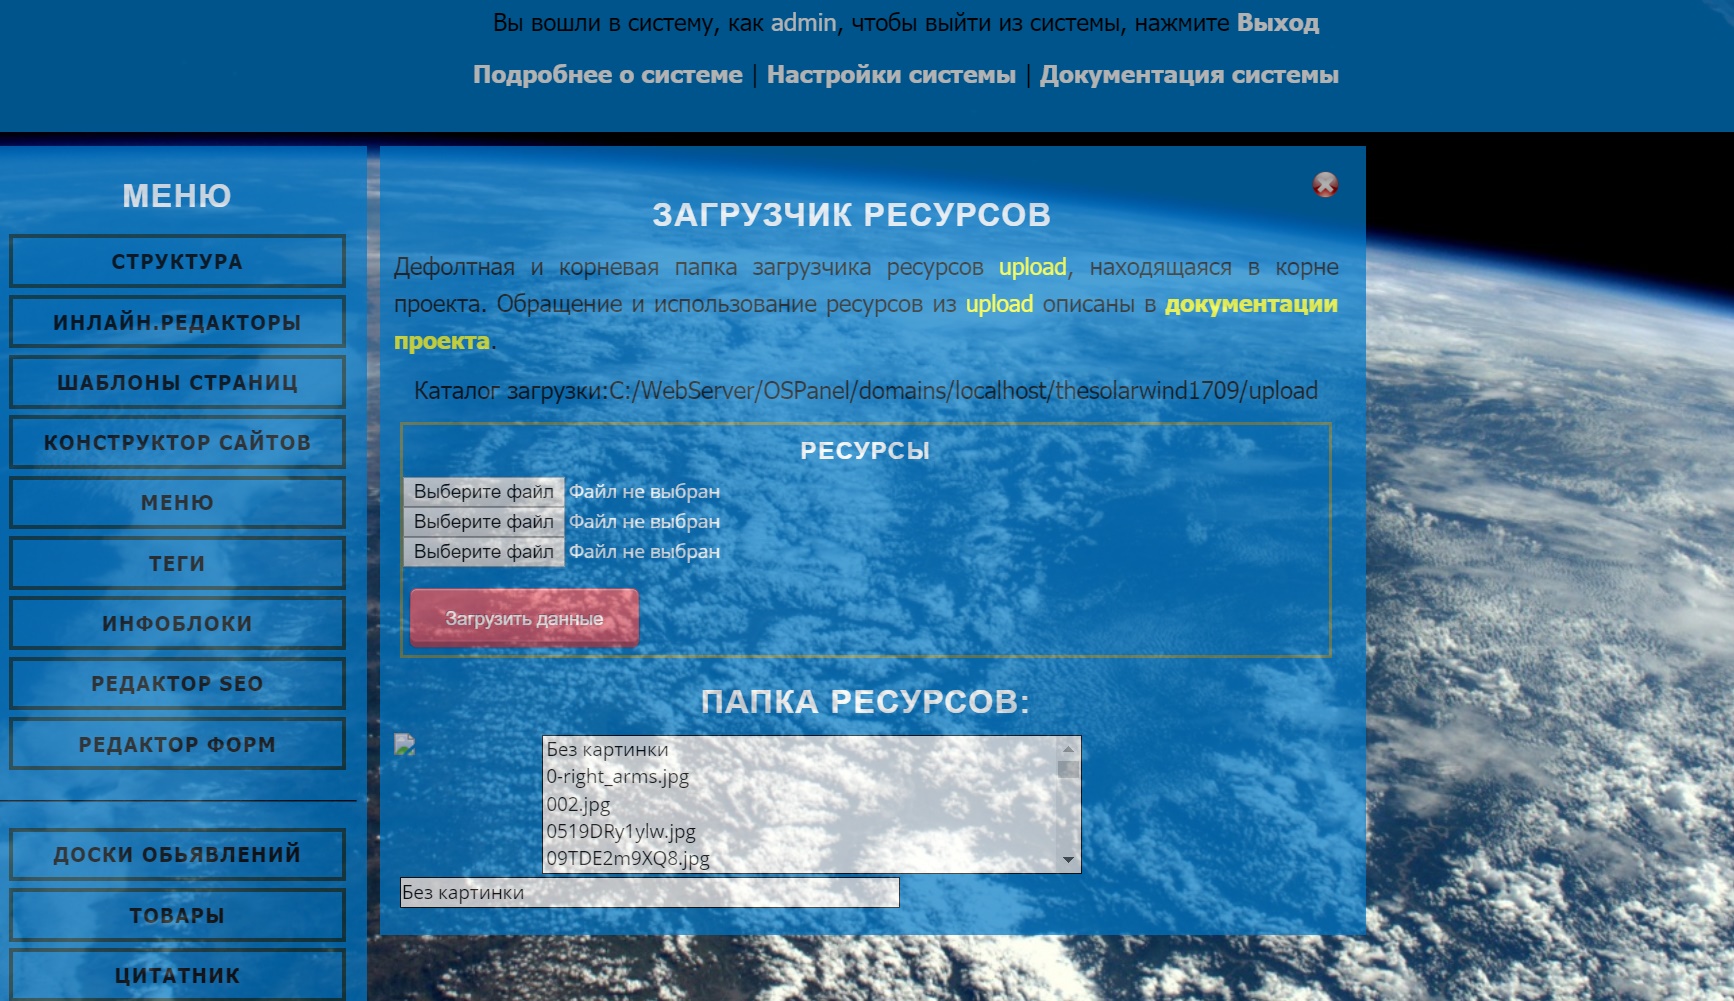 Вы вошли в систему, как admin, чтобы выйти из системы, нажмите Выход
Подробнее о системе | Настройки системы | Документация системы
МЕНЮ
СТРУКТУРА
ИНЛАЙН.РЕДАКТОРЫ
ШАБЛОНЫ СТРАНИЦ
КОНСТРУКТОР САЙТОВ
МЕНЮ
ТЕГИ
ИНФОБЛОКИ
РЕДАКТОР SEO
РЕДАКТОР ФОРМ
ДОСКИ ОБЬЯВЛЕНИЙ
ТОВАРЫ
ЦИТАТНИК
ЗАГРУЗЧИК РЕСУРСОВ
Дефолтная и корневая папка загрузчика ресурсов upload, находящаяся в корне
проекта. Обращение и использование ресурсов из upload описаны в документации
проекта.
Каталог загрузки:C:/WebServer/OSPanel/domains/localhost/thesolarwind1709/upload
РЕСУРСЫ
Выберите файл Файл не выбран
Выберите файл Файл не выбран
Выберите файл Файл не выбран
Загрузить данные
ПАПКА РЕСУРСОВ:
Без картинки
0-right_arms.jpg
002.jpg
0519DRy1ylw.jpg
09TDE2m9XQ8.jpg
Без картинки